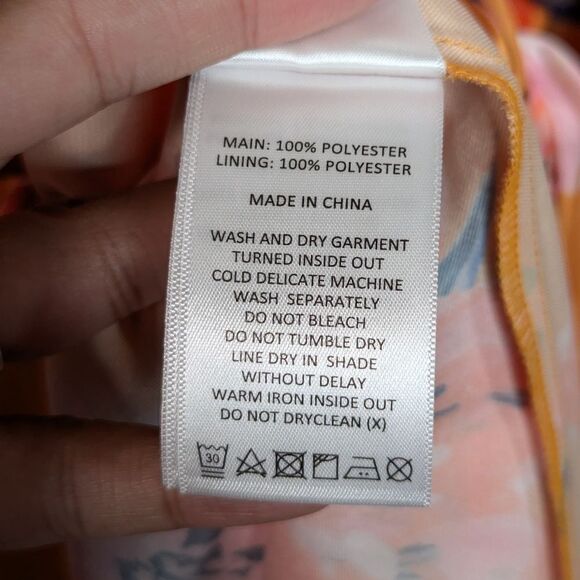 MAIN: 100% POLYESTER
LINING: 100% POLYESTER
MADE IN CHINA
WASH AND DRY GARMENT
TURNED INSIDE OUT
COLD DELICATE MACHINE
WASH SEPARATELY
DO NOT BLEACH
DO NOT TUMBLE DRY
LINE DRY IN SHADE
WITHOUT DELAY
WARM IRON INSIDE OUT
DO NOT DRYCLEAN (X)
30